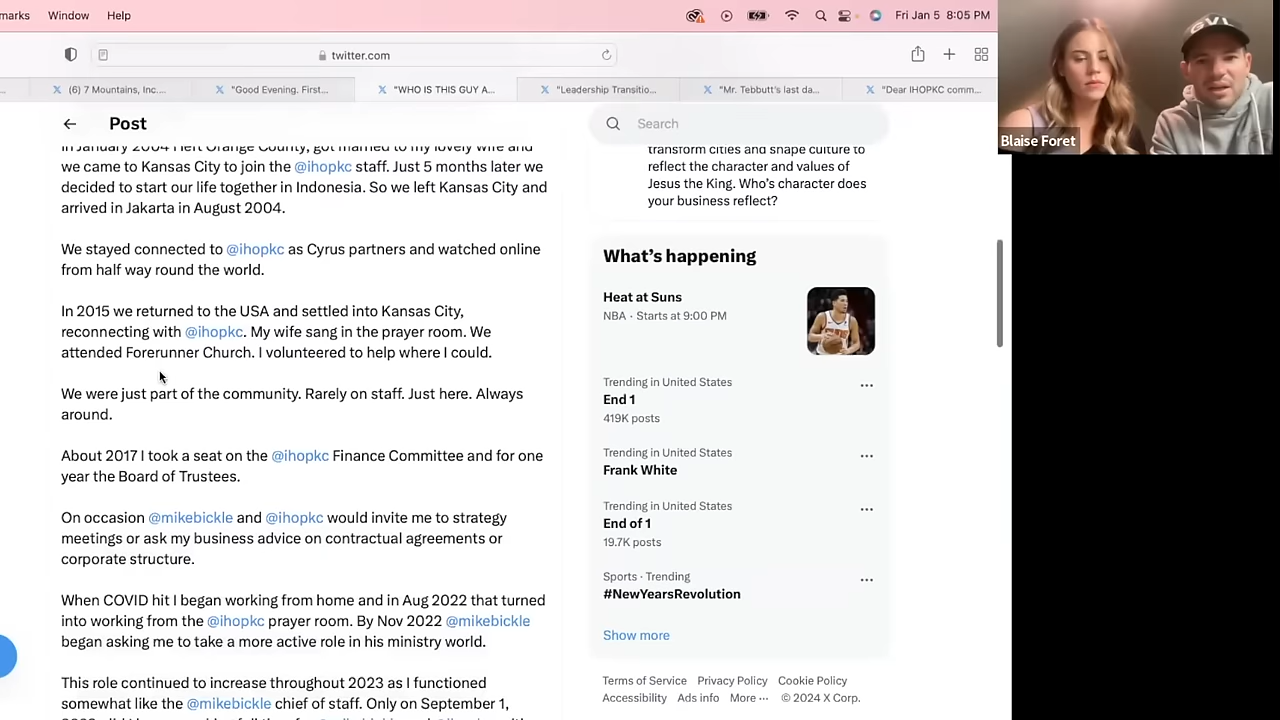 marks Window Help Fri Jan 5 8:05 PM
twitter.com
(6) 7 Mountains, Inc.... "Good Evening. First... "WHO IS THIS GUY A... "Leadership Transitio... "Mr. Tebbutt's last da... "Dear IHOPKC comm...
Post
In January 2004 I left Orange County, got married to my lovely wife and
we came to Kansas City to join the @ihopkc staff. Just 5 months later we
decided to start our life together in Indonesia. So we left Kansas City and
arrived in Jakarta in August 2004.
We stayed connected to @ihopkc as Cyrus partners and watched online
from half way round the world.
In 2015 we returned to the USA and settled into Kansas City,
reconnecting with @ihopkc. My wife sang in the prayer room. We
attended Forerunner Church. I volunteered to help where I could.
We were just part of the community. Rarely on staff. Just here. Always
around.
About 2017 I took a seat on the @ihopkc Finance Committee and for one
year the Board of Trustees.
On occasion @mikebickle and @ihopkc would invite me to strategy
meetings or ask my business advice on contractual agreements or
corporate structure.
When COVID hit I began working from home and in Aug 2022 that turned
into working from the @ihopkc prayer room. By Nov 2022 @mikebickle
began asking me to take a more active role in his ministry world.
This role continued to increase throughout 2023 as I functioned
somewhat like the @mikebickle chief of staff. Only on September 1,
Search
transform cities and shape culture to
reflect the character and values of
Jesus the King. Who's character does
your business reflect?
What's happening
Heat at Suns
NBA · Starts at 9:00 PM
Trending in United States
End 1
419K posts
Trending in United States
Frank White
Trending in United States
End of 1
19.7K posts
Sports · Trending
#NewYearsRevolution
Show more
Terms of Service Privacy Policy Cookie Policy
Accessibility Ads info More ··· © 2024 X Corp.
GVL
Blaise Foret